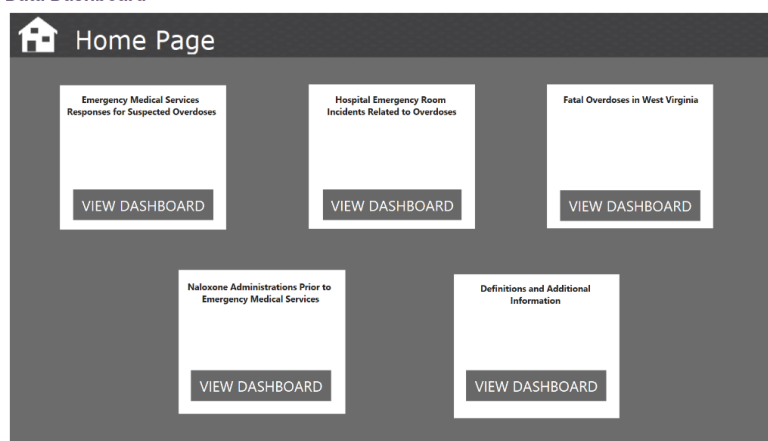 Data Dashboard
Home Page
Emergency Medical Services
Responses for Suspected Overdoses
VIEW DASHBOARD
Hospital Emergency Room
Incidents Related to Overdoses
VIEW DASHBOARD
Fatal Overdoses in West Virginia
VIEW DASHBOARD
Naloxone Administrations Prior to
Emergency Medical Services
VIEW DASHBOARD
Definitions and Additional
Information
VIEW DASHBOARD